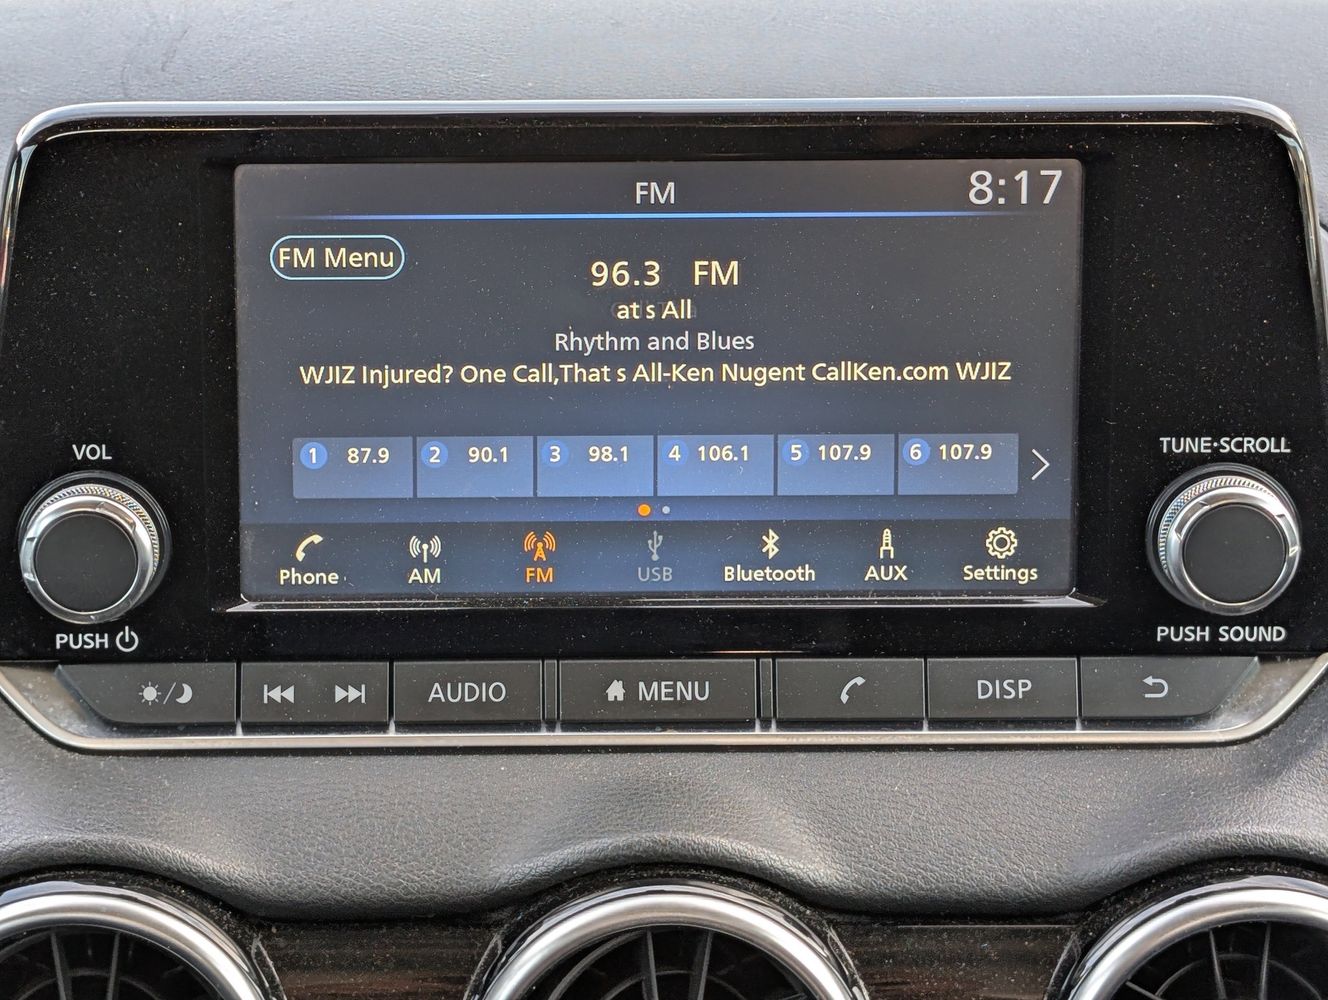 FM
8:17
FM Menu
96.3 FM
at s All
Rhythm and Blues
WJIZ Injured? One Call,That s All-Ken Nugent CallKen.com WJIZ
1 87.9 2 90.1 3 98.1 4 106.1 5 107.9 6 107.9
Phone AM FM USB Bluetooth AUX Settings
VOL
PUSH
TUNE·SCROLL
PUSH SOUND
AUDIO MENU DISP